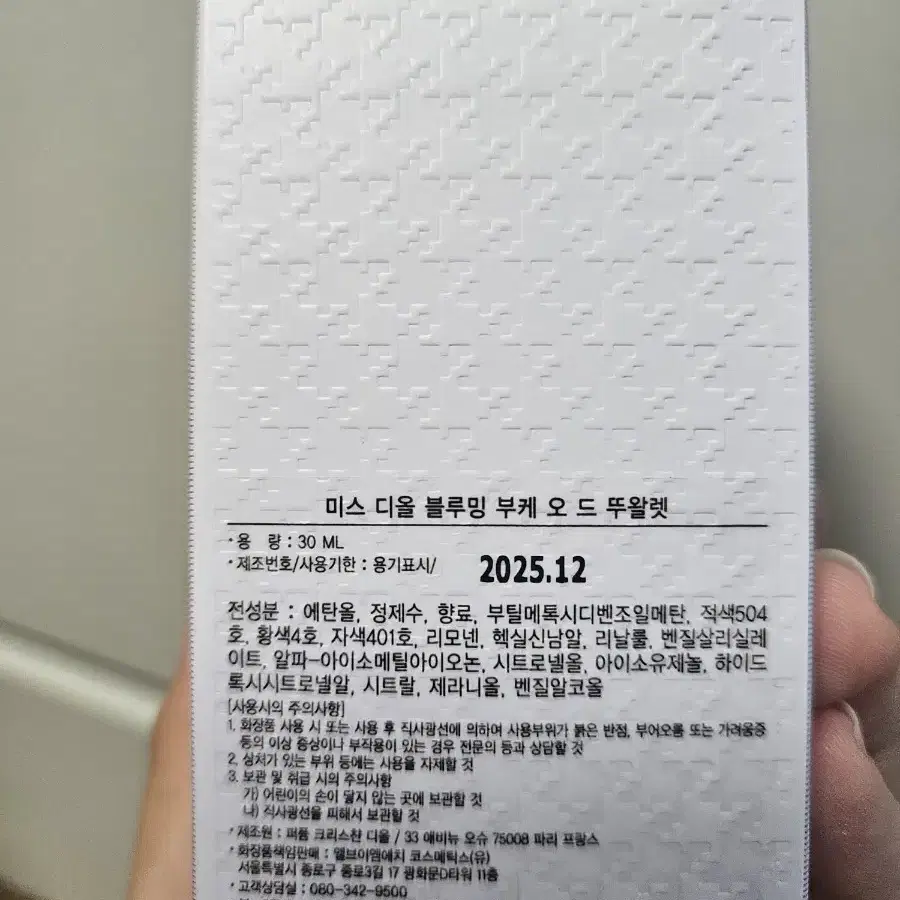 미스 디올 블루밍 부케 오 드 뚜왈렛
·용 량 : 30 ML
·제조번호/사용기한 : 용기표시/ 2025.12
전성분 : 에탄올, 정제수, 향료, 부틸메톡시디벤조일메탄, 적색504
호, 황색4호, 자색401호, 리모넨, 헥실신남알, 리날룰, 벤질살리실레
이트, 알파-아이소메틸아이오논, 시트로넬올, 아이소유제놀, 하이드
록시시트로넬알, 시트랄, 제라니올, 벤질알코올
[사용시의 주의사항]
1. 화장품 사용 시 또는 사용 후 직사광선에 의하여 사용부위가 붉은 반점, 부어오름 또는 가려움증
등의 이상 증상이나 부작용이 있는 경우 전문의 등과 상담할 것
2. 상처가 있는 부위 등에는 사용을 자제할 것
3. 보관 및 취급 시의 주의사항
가) 어린이의 손이 닿지 않는 곳에 보관할 것
나) 직사광선을 피해서 보관할 것
·제조원 : 퍼퓸 크리스챤 디올 / 33 애비뉴 오슈 75008 파리 프랑스
·화장품책임판매 : 엘브이엠에치 코스메틱스(유)
서울특별시 종로구 종로3길 17 광화문D타워 11층
·고객상담실 : 080-342-9500